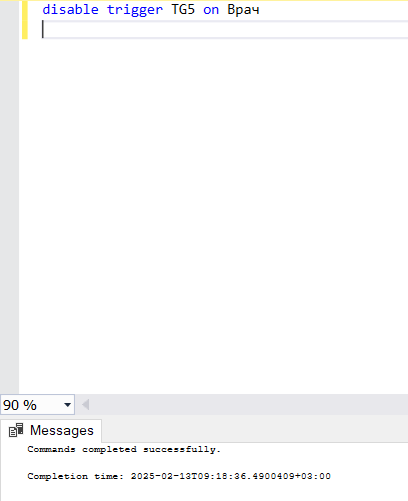 disable trigger TG5 on Врач
90 %
Messages
Commands completed successfully.
Completion time: 2025-02-13T09:18:36.4900409+03:00